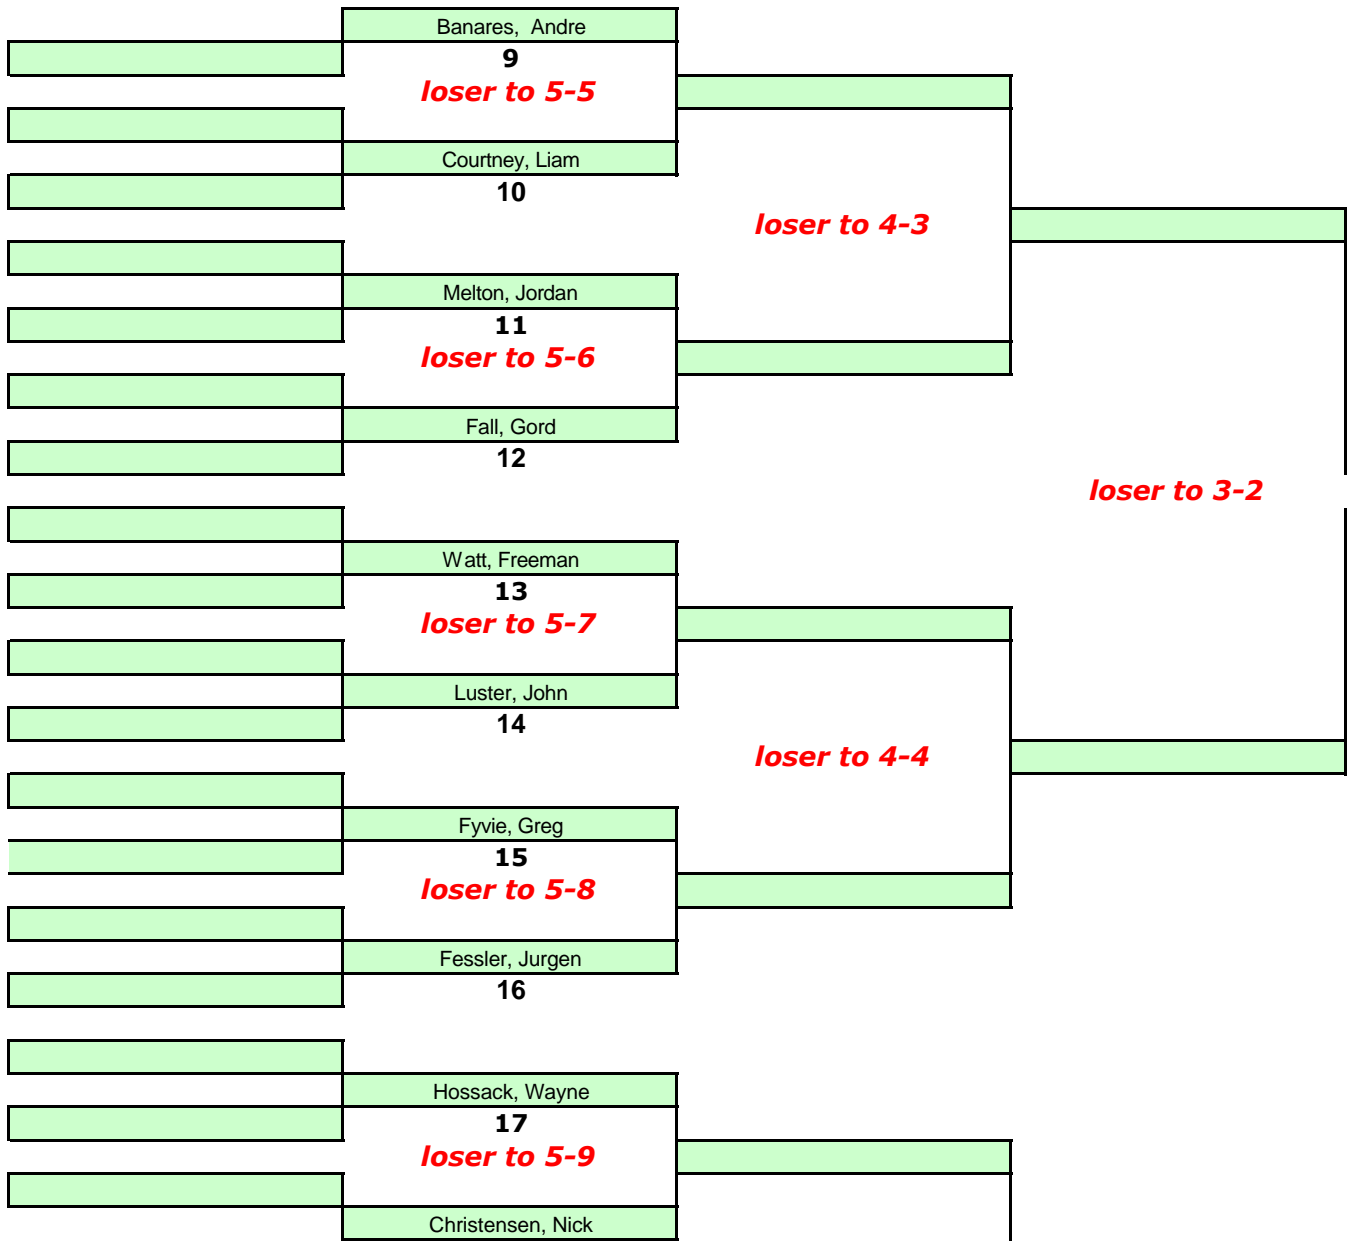 Banares, Andre
9
loser to 5-5
Courtney, Liam
10
loser to 4-3
Melton, Jordan
11
loser to 5-6
Fall, Gord
12
loser to 3-2
Watt, Freeman
13
loser to 5-7
Luster, John
14
loser to 4-4
Fyvie, Greg
15
loser to 5-8
Fessler, Jurgen
16
Hossack, Wayne
17
loser to 5-9
Christensen, Nick